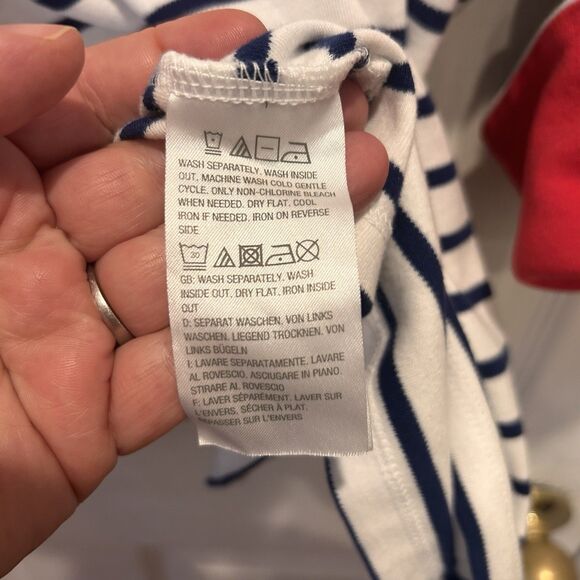 WASH SEPARATELY. WASH INSIDE
OUT. MACHINE WASH COLD GENTLE
CYCLE. ONLY NON-CHLORINE BLEACH
WHEN NEEDED. DRY FLAT. COOL
IRON IF NEEDED. IRON ON REVERSE
SIDE
30
GB: WASH SEPARATELY. WASH
INSIDE OUT. DRY FLAT. IRON INSIDE
OUT
D: SEPARAT WASCHEN. VON LINKS
WASCHEN. LIEGEND TROCKNEN. VON
LINKS BÜGELN
I: LAVARE SEPARATAMENTE. LAVARE
AL ROVESCIO. ASCIUGARE IN PIANO.
STIRARE AL ROVESCIO
F: LAVER SÉPARÉMENT. LAVER SUR
L'ENVERS. SÉCHER À PLAT.
REPASSER SUR L'ENVERS